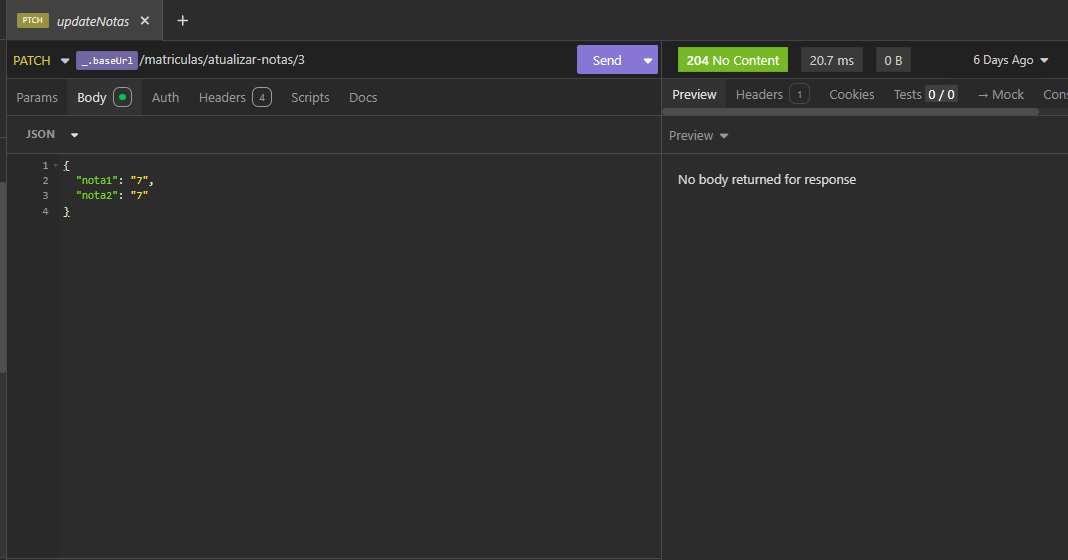 PTCH updateNotas × +
PATCH _.baseUrl /matriculas/atualizar-notas/3 Send
204 No Content 20.7 ms 0 B 6 Days Ago
Params Body Auth Headers 4 Scripts Docs
Preview Headers 1 Cookies Tests 0 / 0 → Mock Cons
JSON
Preview
1 {
2 "nota1": "7",
3 "nota2": "7"
4 }
No body returned for response